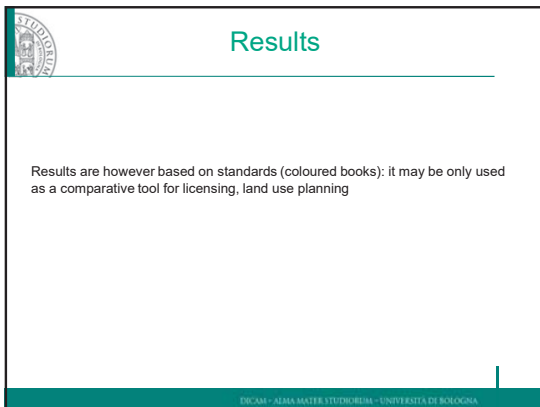 STUDIORUM
Results
Results are however based on standards (coloured books): it may be only used
as a comparative tool for licensing, land use planning
DICAM - ALMA MATER STUDIORUM – UNIVERSITÀ DI BOLOGNA